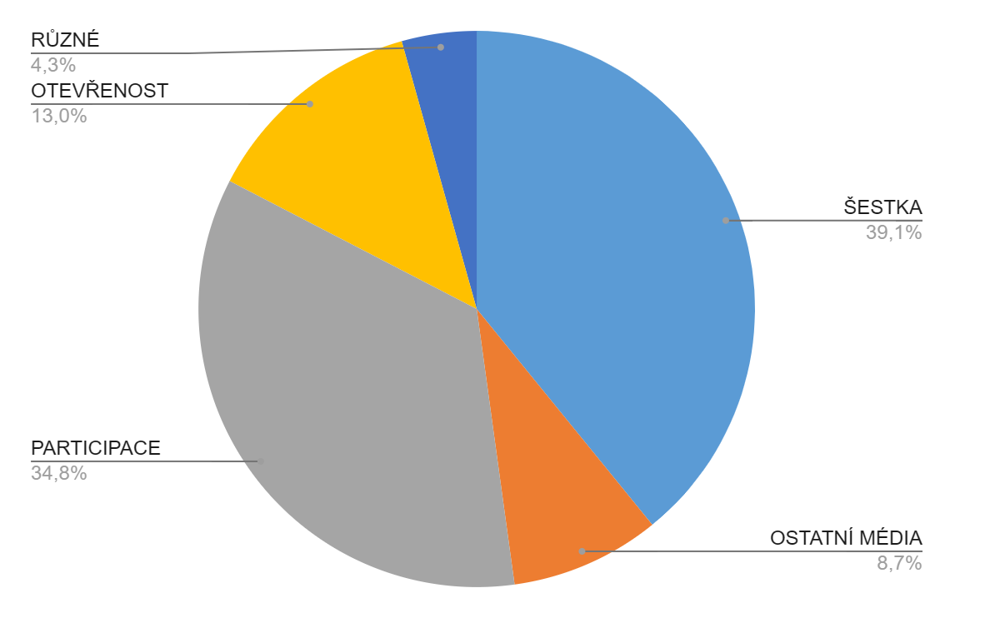 RŮZNÉ
4,3%
OTEVŘENOST
13,0%
ŠESTKA
39,1%
PARTICIPACE
34,8%
OSTATNÍ MÉDIA
8,7%